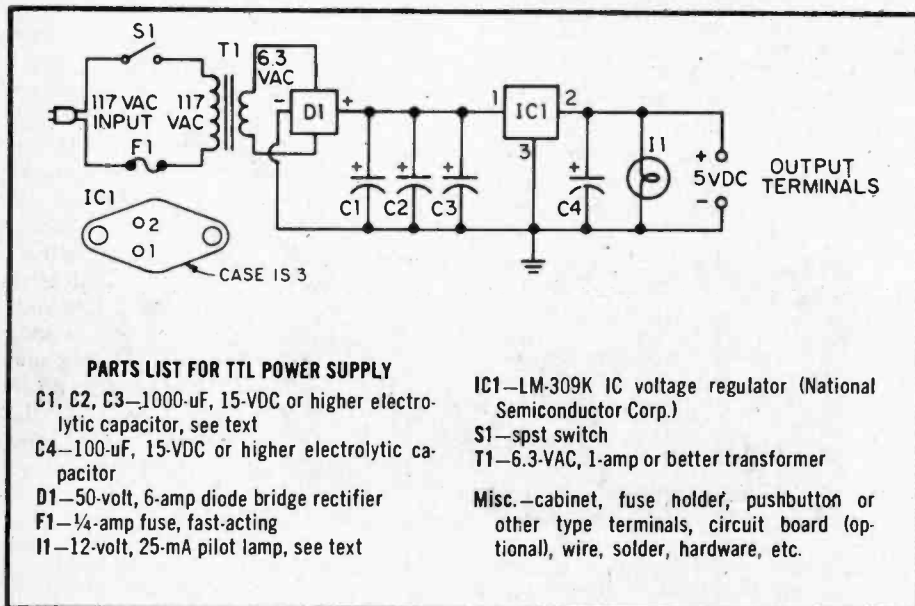 S1
T1
6.3
VAC
117 VAC
INPUT
117
VAC
F1
-
D1
+
1
IC1
2
3
+
C1
+
C2
+
C3
+
C4
I1
+
5VDC
-
OUTPUT
TERMINALS
IC1
2
1
CASE IS 3
PARTS LIST FOR TTL POWER SUPPLY
C1, C2, C3—1000-uF, 15-VDC or higher electro-
lytic capacitor, see text
C4—100-uF, 15-VDC or higher electrolytic ca-
pacitor
D1—50-volt, 6-amp diode bridge rectifier
F1—¼-amp fuse, fast-acting
I1—12-volt, 25-mA pilot lamp, see text
IC1—LM-309K IC voltage regulator (National
Semiconductor Corp.)
S1—spst switch
T1—6.3-VAC, 1-amp or better transformer
Misc.—cabinet, fuse holder, pushbutton or
other type terminals, circuit board (op-
tional), wire, solder, hardware, etc.